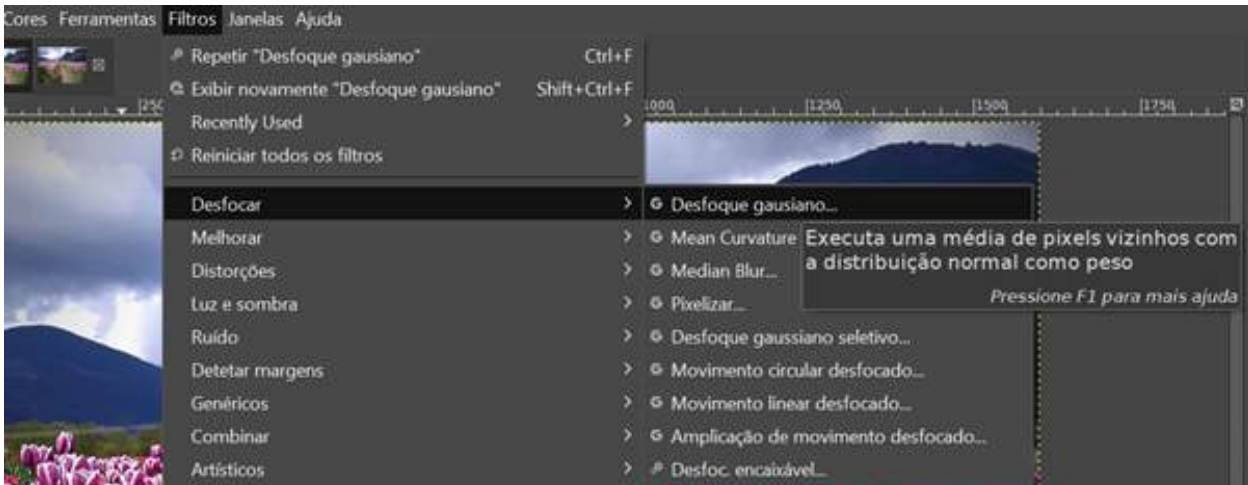 Cores Ferramentas Filtros Janelas Ajuda
Repetir "Desfoque gausiano" Ctrl+F
Exibir novamente "Desfoque gausiano" Shift+Ctrl+F
250 1000 1250 1500 1750
Recently Used
Reiniciar todos os filtros
Desfocar
Desfoque gausiano...
Melhorar
Mean Curvature
Executa uma média de pixels vizinhos com
a distribuição normal como peso
Pressione F1 para mais ajuda
Distorções
Median Blur...
Luz e sombra
Pixelizar...
Ruído
Desfoque gaussiano seletivo...
Detetar margens
Movimento circular desfocado...
Genéricos
Movimento linear desfocado...
Combinar
Amplicação de movimento desfocado...
Artísticos
Desfoc. encaixável...